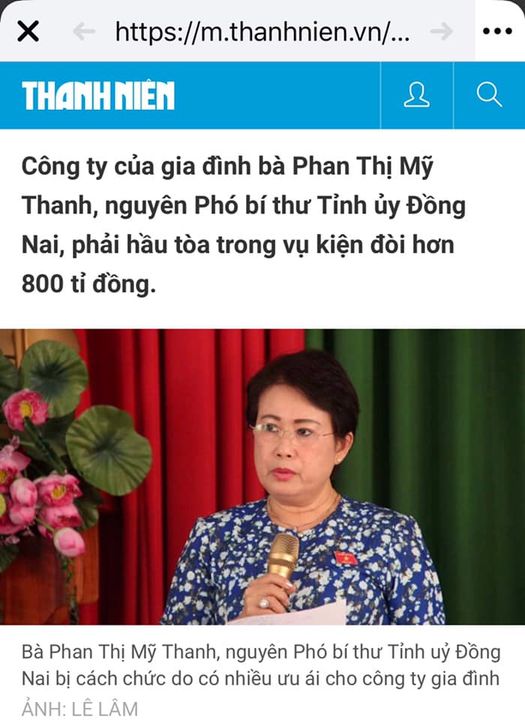 https://m.thanhnien.vn/...
THANH NIÊN
Công ty của gia đình bà Phan Thị Mỹ
Thanh, nguyên Phó bí thư Tỉnh ủy Đồng
Nai, phải hầu tòa trong vụ kiện đòi hơn
800 tỉ đồng.
Bà Phan Thị Mỹ Thanh, nguyên Phó bí thư Tỉnh uỷ Đồng
Nai bị cách chức do có nhiều ưu ái cho công ty gia đình
ẢNH: LÊ LÂM